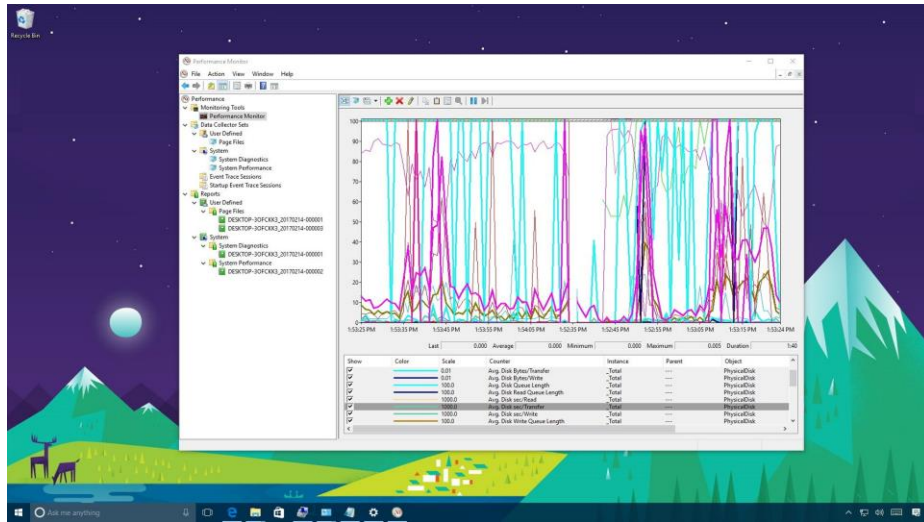 Recycle Bin
Performance Monitor
File Action View Window Help
Performance
Monitoring Tools
Performance Monitor
Data Collector Sets
User Defined
Page Files
System
System Diagnostics
System Performance
Event Trace Sessions
Startup Event Trace Sessions
Reports
User Defined
Page Files
DESKTOP-3OFCKK3_20170214-000001
DESKTOP-3OFCKK3_20170214-000003
System
System Diagnostics
DESKTOP-3OFCKK3_20170214-000001
System Performance
DESKTOP-3OFCKK3_20170214-000002
100
90
80
70
60
50
40
30
20
10
0
1:53:25 PM 1:53:35 PM 1:53:45 PM 1:53:55 PM 1:54:05 PM 1:52:35 PM 1:52:45 PM 1:52:55 PM 1:53:05 PM 1:53:15 PM 1:53:24 PM
Last 0.000 Average 0.000 Minimum 0.000 Maximum 0.005 Duration 1:40
Show Color Scale Counter Instance Parent Object
0.01 Avg. Disk Bytes/Transfer _Total ---- PhysicalDisk
0.01 Avg. Disk Bytes/Write _Total ---- PhysicalDisk
100.0 Avg. Disk Queue Length _Total ---- PhysicalDisk
100.0 Avg. Disk Read Queue Length _Total ---- PhysicalDisk
1000.0 Avg. Disk sec/Read _Total ---- PhysicalDisk
1000.0 Avg. Disk sec/Transfer _Total ---- PhysicalDisk
1000.0 Avg. Disk sec/Write _Total ---- PhysicalDisk
100.0 Avg. Disk Write Queue Length _Total ---- PhysicalDisk
Ask me anything